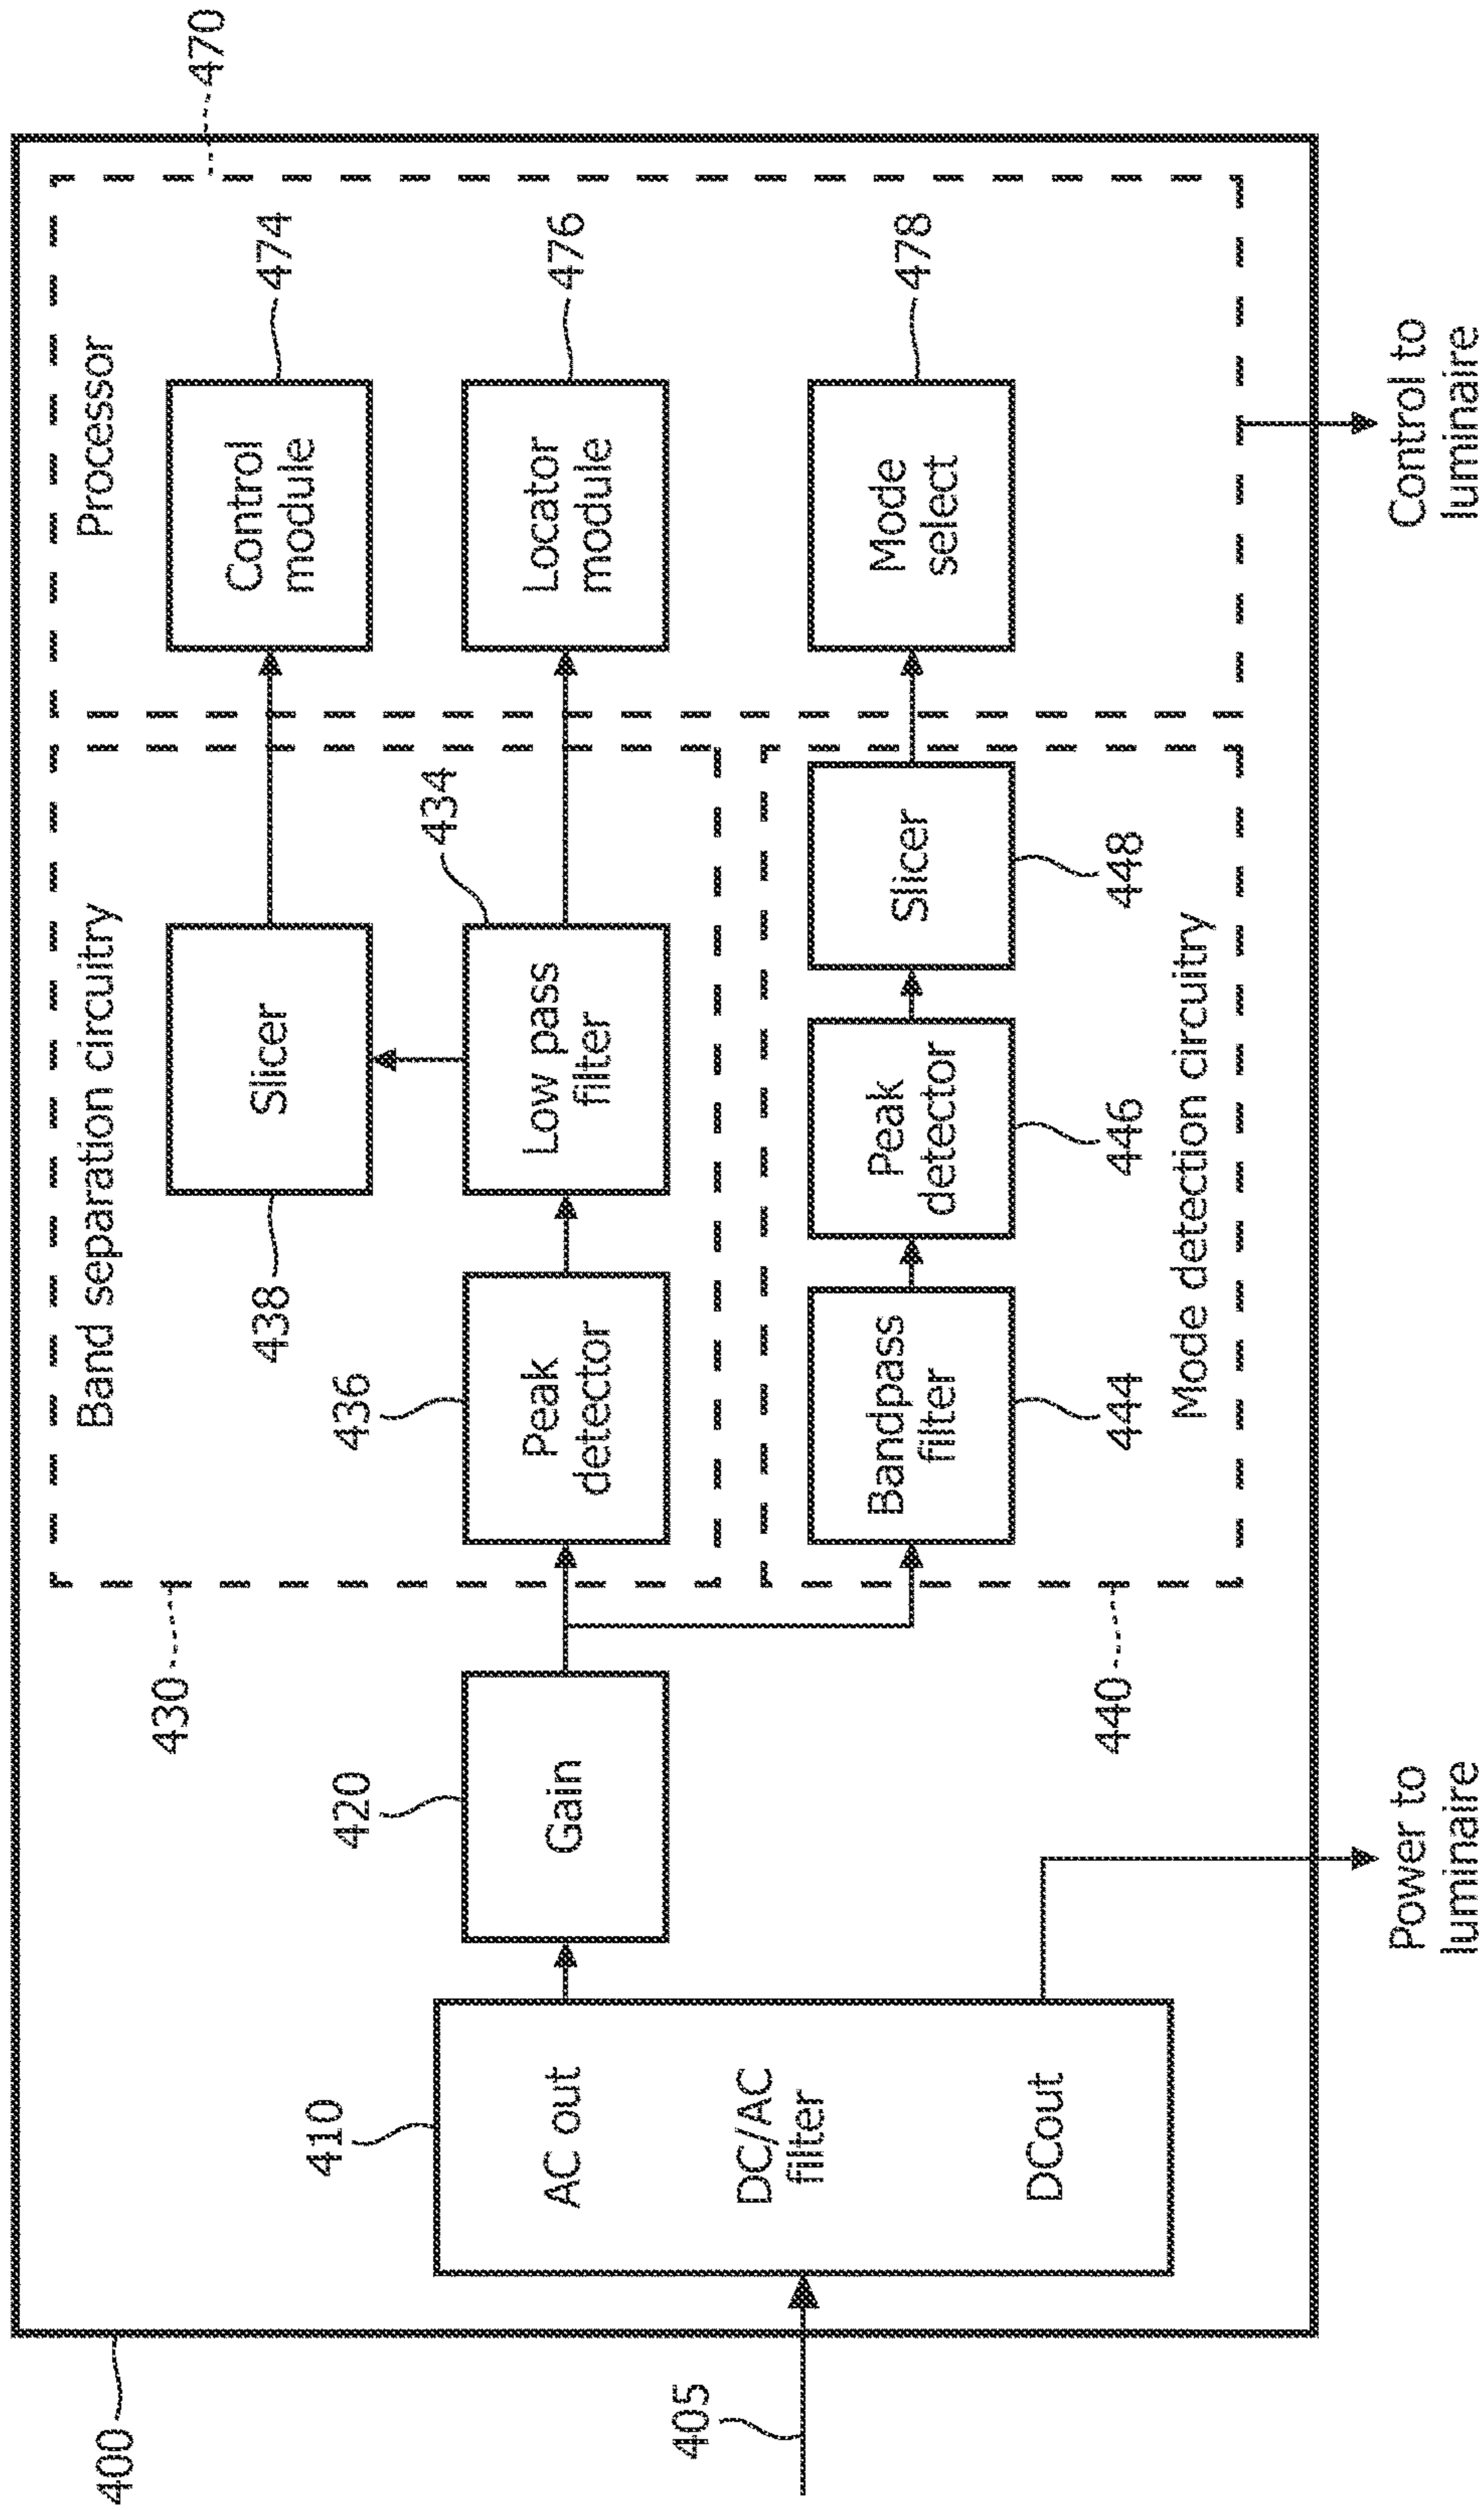 400
470
Band separation circuitry
Processor
438
Slicer
Control
module
474
430
436
434
420
410
AC out
Gain
Peak
detector
Low pass
filter
Locator
module
476
405
DC/AC
filter
Bandpass
filter
Peak
detector
Slicer
Mode
select
478
DCout
440
444
446
448
Mode detection circuitry
Power to
luminaire
Control to
luminaire